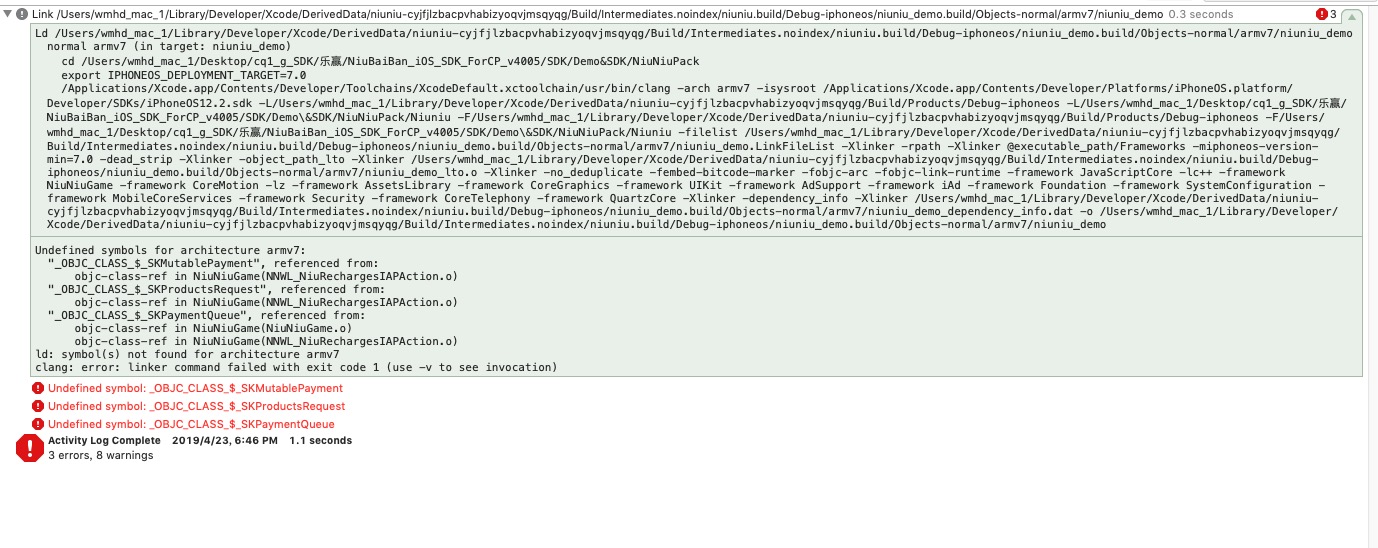 Link /Users/wmhd_mac_1/Library/Developer/Xcode/DerivedData/niuniu-cyjfjlzbacpvhabizyoqvjmsqyqg/Build/Intermediates.noindex/niuniu.build/Debug-iphoneos/niuniu_demo.build/Objects-normal/armv7/niuniu_demo 0.3 seconds 3
Ld /Users/wmhd_mac_1/Library/Developer/Xcode/DerivedData/niuniu-cyjfjlzbacpvhabizyoqvjmsqyqg/Build/Intermediates.noindex/niuniu.build/Debug-iphoneos/niuniu_demo.build/Objects-normal/armv7/niuniu_demo
normal armv7 (in target: niuniu_demo)
cd /Users/wmhd_mac_1/Desktop/cq1_g_SDK/乐赢/NiuBaiBan_iOS_SDK_ForCP_v4005/SDK/Demo&SDK/NiuNiuPack
export IPHONEOS_DEPLOYMENT_TARGET=7.0
/Applications/Xcode.app/Contents/Developer/Toolchains/XcodeDefault.xctoolchain/usr/bin/clang -arch armv7 -isysroot /Applications/Xcode.app/Contents/Developer/Platforms/iPhoneOS.platform/
Developer/SDKs/iPhoneOS12.2.sdk -L/Users/wmhd_mac_1/Library/Developer/Xcode/DerivedData/niuniu-cyjfjlzbacpvhabizyoqvjmsqyqg/Build/Products/Debug-iphoneos -L/Users/wmhd_mac_1/Desktop/cq1_g_SDK/乐赢/
NiuBaiBan_iOS_SDK_ForCP_v4005/SDK/Demo\&SDK/NiuNiuPack/Niuniu -F/Users/wmhd_mac_1/Library/Developer/Xcode/DerivedData/niuniu-cyjfjlzbacpvhabizyoqvjmsqyqg/Build/Products/Debug-iphoneos -F/Users/
wmhd_mac_1/Desktop/cq1_g_SDK/乐赢/NiuBaiBan_iOS_SDK_ForCP_v4005/SDK/Demo\&SDK/NiuNiuPack/Niuniu -filelist /Users/wmhd_mac_1/Library/Developer/Xcode/DerivedData/niuniu-cyjfjlzbacpvhabizyoqvjmsqyqg/
Build/Intermediates.noindex/niuniu.build/Debug-iphoneos/niuniu_demo.build/Objects-normal/armv7/niuniu_demo.LinkFileList -Xlinker -rpath -Xlinker @executable_path/Frameworks -miphoneos-version-
min=7.0 -dead_strip -Xlinker -object_path_lto -Xlinker /Users/wmhd_mac_1/Library/Developer/Xcode/DerivedData/niuniu-cyjfjlzbacpvhabizyoqvjmsqyqg/Build/Intermediates.noindex/niuniu.build/Debug-
iphoneos/niuniu_demo.build/Objects-normal/armv7/niuniu_demo_lto.o -Xlinker -no_deduplicate -fembed-bitcode-marker -fobjc-arc -fobjc-link-runtime -framework JavaScriptCore -lc++ -framework
NiuNiuGame -framework CoreMotion -lz -framework AssetsLibrary -framework CoreGraphics -framework UIKit -framework AdSupport -framework iAd -framework Foundation -framework SystemConfiguration -
framework MobileCoreServices -framework Security -framework CoreTelephony -framework QuartzCore -Xlinker -dependency_info -Xlinker /Users/wmhd_mac_1/Library/Developer/Xcode/DerivedData/niuniu-
cyjfjlzbacpvhabizyoqvjmsqyqg/Build/Intermediates.noindex/niuniu.build/Debug-iphoneos/niuniu_demo.build/Objects-normal/armv7/niuniu_demo_dependency_info.dat -o /Users/wmhd_mac_1/Library/Developer/
Xcode/DerivedData/niuniu-cyjfjlzbacpvhabizyoqvjmsqyqg/Build/Intermediates.noindex/niuniu.build/Debug-iphoneos/niuniu_demo.build/Objects-normal/armv7/niuniu_demo
Undefined symbols for architecture armv7:
"_OBJC_CLASS_$_SKMutablePayment", referenced from:
objc-class-ref in NiuNiuGame(NNWL_NiuRechargesIAPAction.o)
"_OBJC_CLASS_$_SKProductsRequest", referenced from:
objc-class-ref in NiuNiuGame(NNWL_NiuRechargesIAPAction.o)
"_OBJC_CLASS_$_SKPaymentQueue", referenced from:
objc-class-ref in NiuNiuGame(NiuNiuGame.o)
objc-class-ref in NiuNiuGame(NNWL_NiuRechargesIAPAction.o)
ld: symbol(s) not found for architecture armv7
clang: error: linker command failed with exit code 1 (use -v to see invocation)
Undefined symbol: _OBJC_CLASS_$_SKMutablePayment
Undefined symbol: _OBJC_CLASS_$_SKProductsRequest
Undefined symbol: _OBJC_CLASS_$_SKPaymentQueue
Activity Log Complete 2019/4/23, 6:46 PM 1.1 seconds
3 errors, 8 warnings